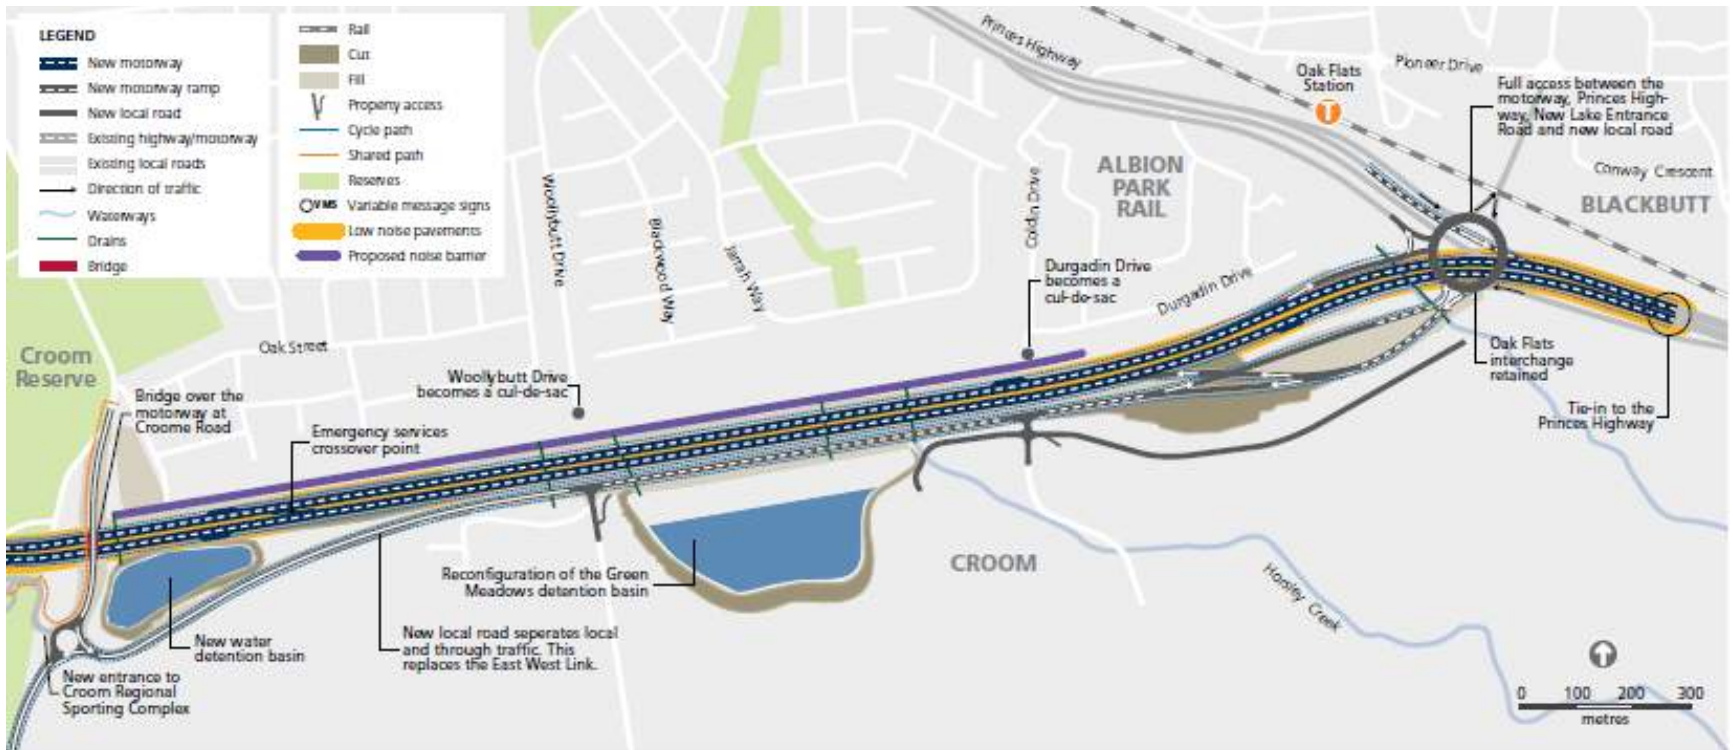 LEGEND
New motorway
New motorway ramp
New local road
Existing highway/motorway
Existing local roads
Direction of traffic
Waterways
Drains
Bridge
Rail
Cut
Fill
Property access
Cycle path
Shared path
Reserves
VMS Variable message signs
Low noise pavements
Proposed noise barrier
Princes Highway
Oak Flats
Station
T
Pioneer Drive
Full access between the
motorway, Princes High-
way, New Lake Entrance
Road and new local road
Conway Crescent
BLACKBUTT
ALBION
PARK
RAIL
Woollybutt Drive
Blackwood Way
Jarrah Way
Colden Drive
Durgadin Drive
becomes a
cul-de-sac
Durgadin Drive
Oak Street
Croom
Reserve
Woollybutt Drive
becomes a cul-de-sac
Bridge over the
motorway at
Croome Road
Emergency services
crossover point
Oak Flats
interchange
retained
Tie-in to the
Princes Highway
CROOM
Reconfiguration of the Green
Meadows detention basin
Horsley Creek
New water
detention basin
New local road seperates local
and through traffic. This
replaces the East West Link.
New entrance to
Croom Regional
Sporting Complex
0 100 200 300
metres